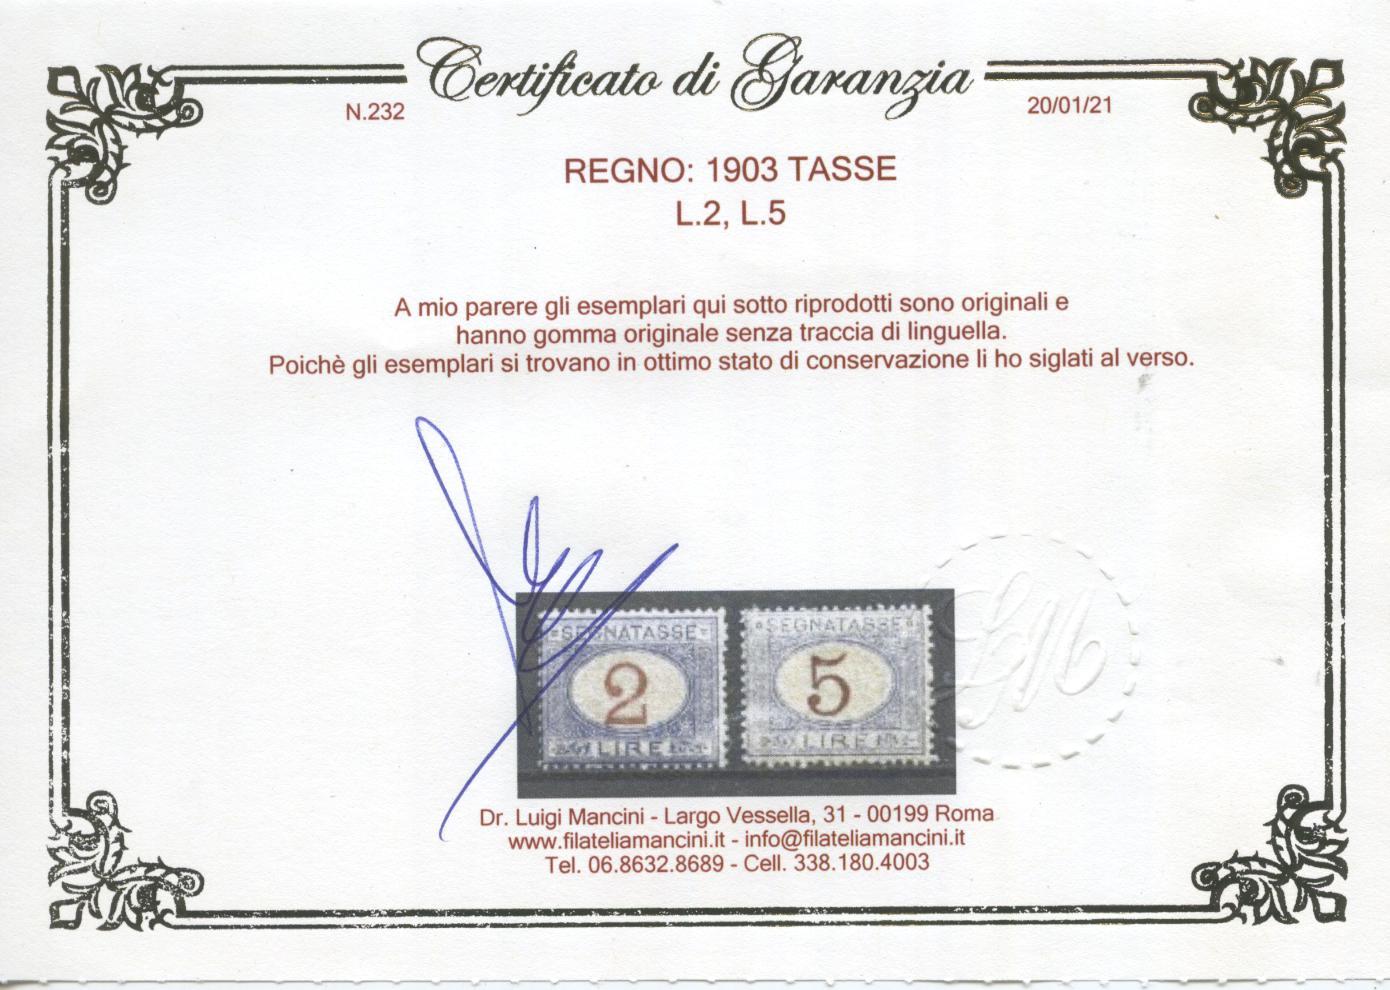 Certificato di Garanzia
N.232
20/01/21
REGNO: 1903 TASSE
L.2, L.5
A mio parere gli esemplari qui sotto riprodotti sono originali e
hanno gomma originale senza traccia di linguella.
Poichè gli esemplari si trovano in ottimo stato di conservazione li ho siglati al verso.
SEGNATASSE
2
LIRE
SEGNATASSE
5
LIRE
LM
Dr. Luigi Mancini - Largo Vessella, 31 - 00199 Roma
www.filateliamancini.it - info@filateliamancini.it
Tel. 06.8632.8689 - Cell. 338.180.4003